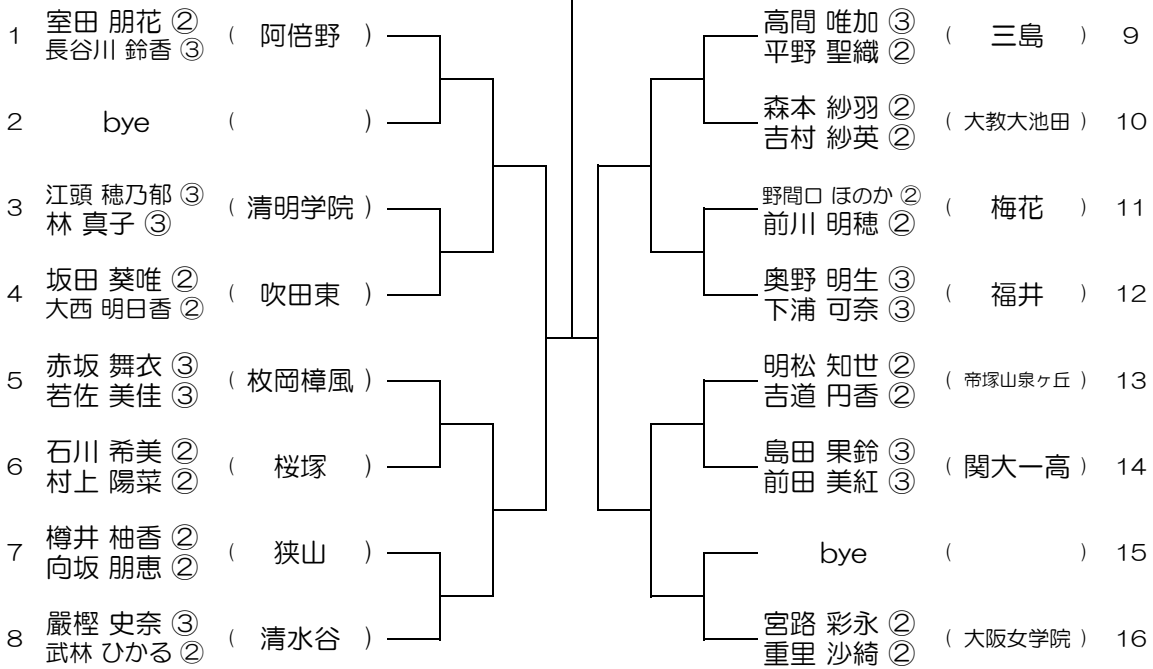 1 室田 朋花 ② ( 阿倍野 )
長谷川 鈴香 ③
2 bye ( )
3 江頭 穂乃郁 ③ ( 清明学院 )
林 真子 ③
4 坂田 葵唯 ② ( 吹田東 )
大西 明日香 ②
5 赤坂 舞衣 ③ ( 枚岡樟風 )
若佐 美佳 ③
6 石川 希美 ② ( 桜塚 )
村上 陽菜 ②
7 樽井 柚香 ② ( 狭山 )
向坂 朋恵 ②
8 嚴樫 史奈 ③ ( 清水谷 )
武林 ひかる ②
高間 唯加 ③ ( 三島 ) 9
平野 聖織 ②
森本 紗羽 ② ( 大教大池田 ) 10
吉村 紗英 ②
野間口 ほのか ② ( 梅花 ) 11
前川 明穂 ②
奥野 明生 ③ ( 福井 ) 12
下浦 可奈 ③
明松 知世 ② ( 帝塚山泉ヶ丘 ) 13
吉道 円香 ②
島田 果鈴 ③ ( 関大一高 ) 14
前田 美紅 ③
bye ( ) 15
宮路 彩永 ② ( 大阪女学院 ) 16
重里 沙綺 ②